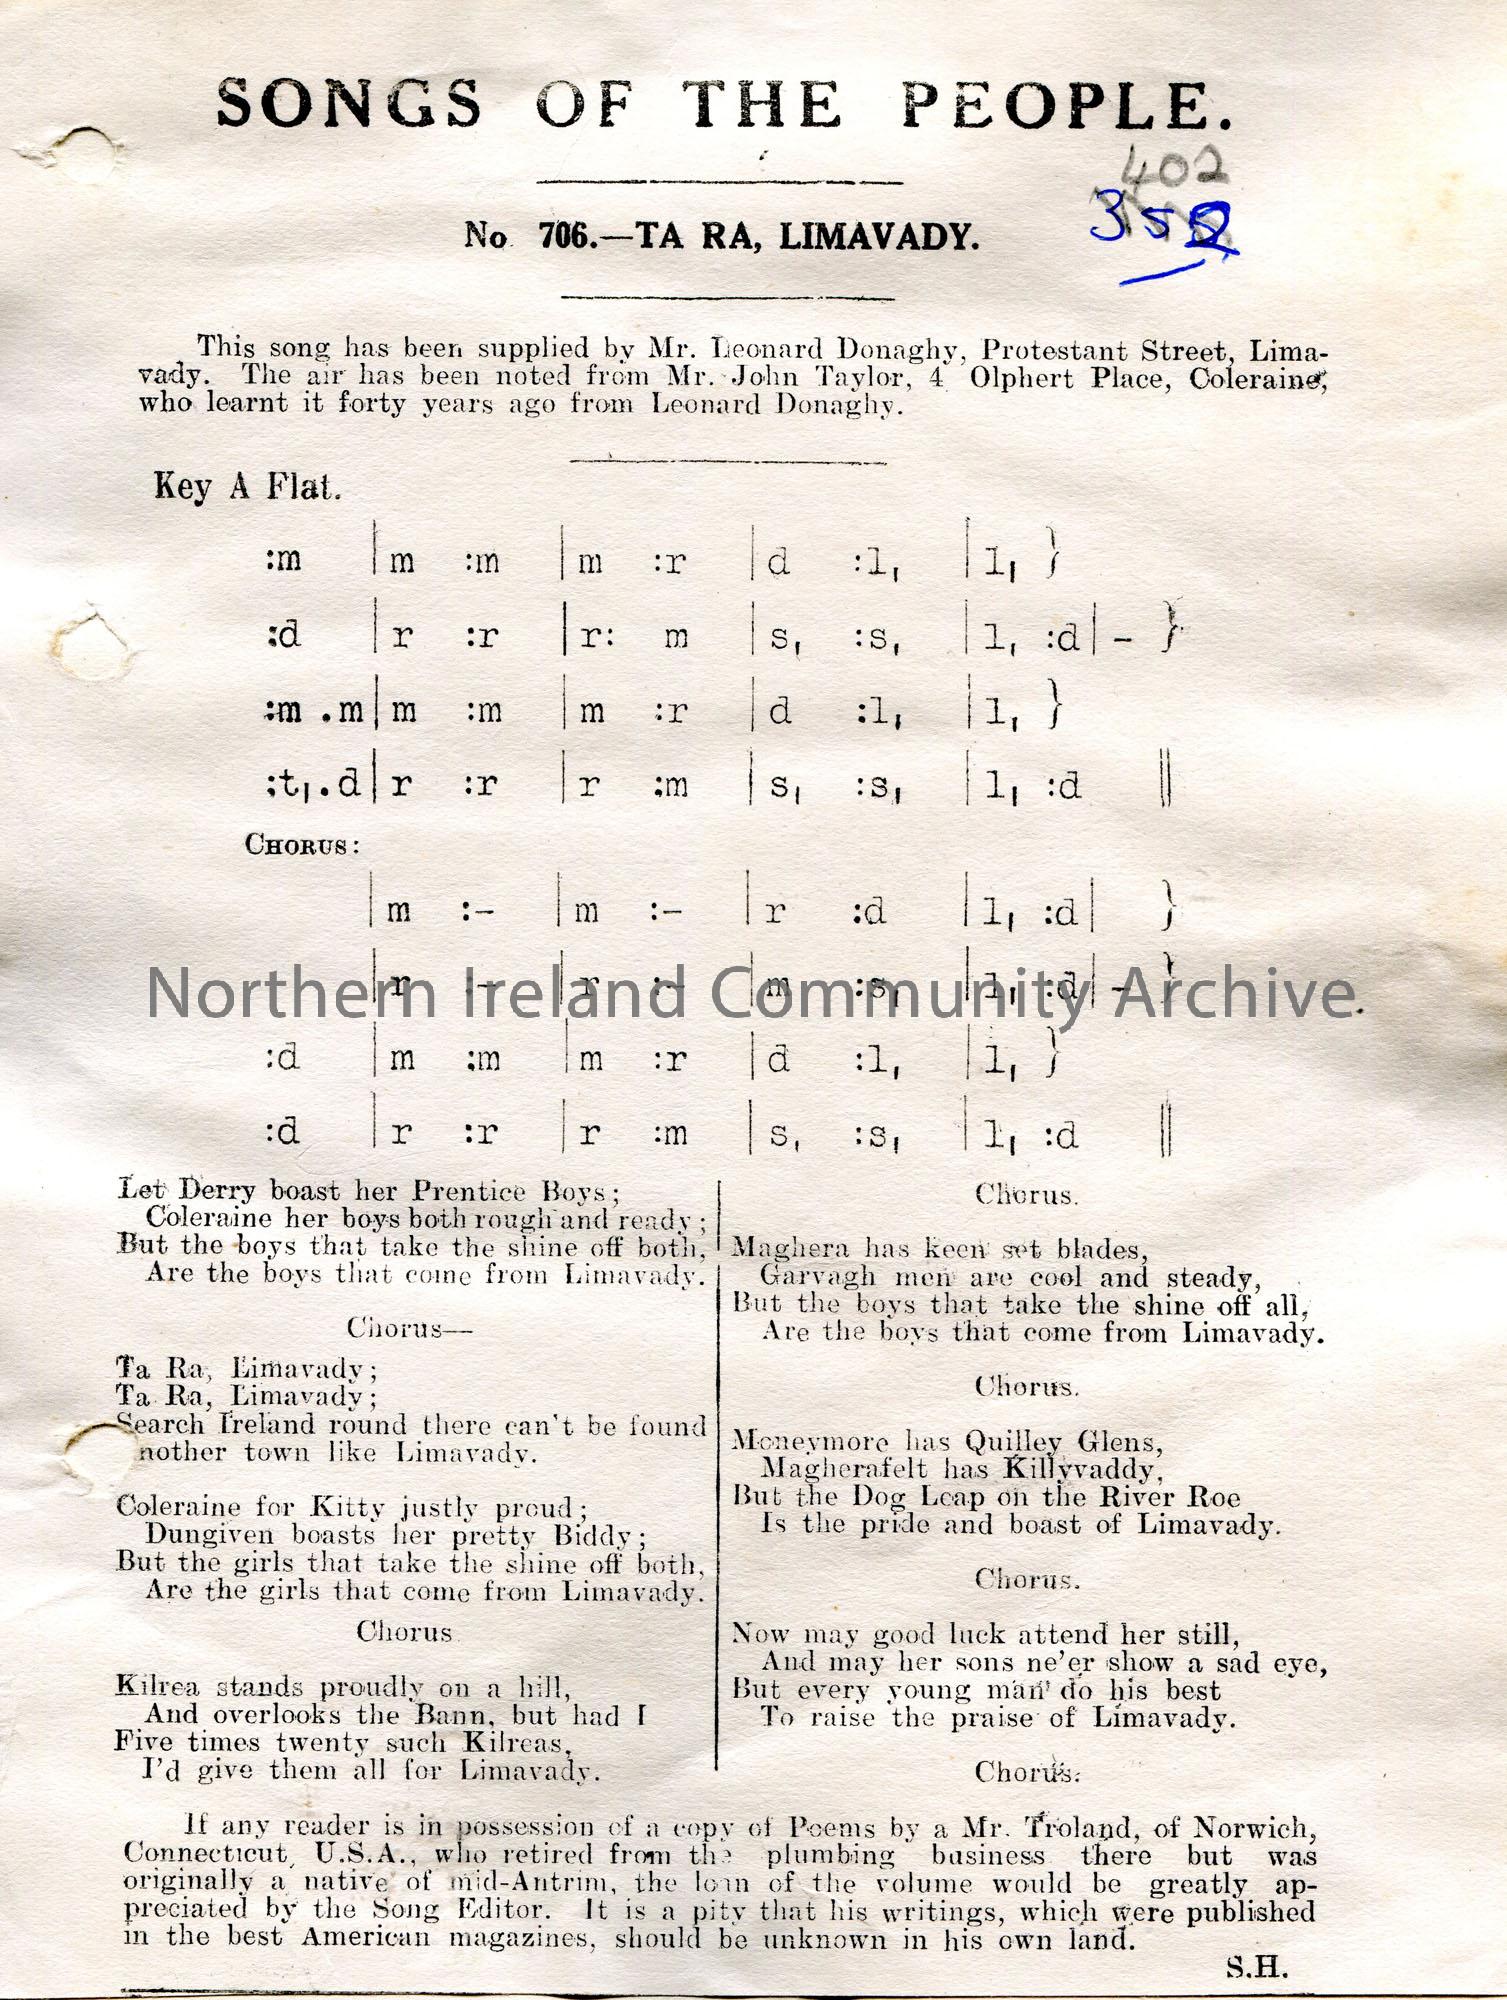 SONGS OF THE PEOPLE.
402
352
No. 706.—TA RA, LIMAVADY.
This song has been supplied by Mr. Leonard Donaghy, Protestant Street, Lima-
vady. The air has been noted from Mr. John Taylor, 4 Olphert Place, Coleraine,
who learnt it forty years ago from Leonard Donaghy.
Key A Flat.
:m | m :m | m :r | d :l, | l, }
:d | r :r | r: m | s, :s, | l, :d | – }
:m .m | m :m | m :r | d :l, | l, }
:t,.d | r :r | r :m | s, :s, | l, :d ||
CHORUS:
| m :– | m :– | r :d | l, :d | }
| r :– | r :– | m :s, | l, :d | – }
Northern Ireland Community Archive.
:d | m :m | m :r | d :l, | l, }
:d | r :r | r :m | s, :s, | l, :d ||
Let Derry boast her Prentice Boys;
Coleraine her boys both rough and ready;
But the boys that take the shine off both,
Are the boys that come from Limavady.
Chorus—
Ta Ra, Limavady;
Ta Ra, Limavady;
Search Ireland round there can't be found
nother town like Limavady.
Coleraine for Kitty justly proud;
Dungiven boasts her pretty Biddy;
But the girls that take the shine off both,
Are the girls that come from Limavady.
Chorus
Kilrea stands proudly on a hill,
And overlooks the Bann, but had I
Five times twenty such Kilreas,
I'd give them all for Limavady.
Chorus.
Maghera has keen set blades,
Garvagh men are cool and steady,
But the boys that take the shine off all,
Are the boys that come from Limavady.
Chorus.
Moneymore has Quilley Glens,
Magherafelt has Killyvaddy,
But the Dog Leap on the River Roe
Is the pride and boast of Limavady.
Chorus.
Now may good luck attend her still,
And may her sons ne'er show a sad eye,
But every young man do his best
To raise the praise of Limavady.
Chorus.
If any reader is in possession of a copy of Poems by a Mr. Troland, of Norwich,
Connecticut, U.S.A., who retired from the plumbing business there but was
originally a native of mid-Antrim, the loan of the volume would be greatly ap-
preciated by the Song Editor. It is a pity that his writings, which were published
in the best American magazines, should be unknown in his own land.
S.H.